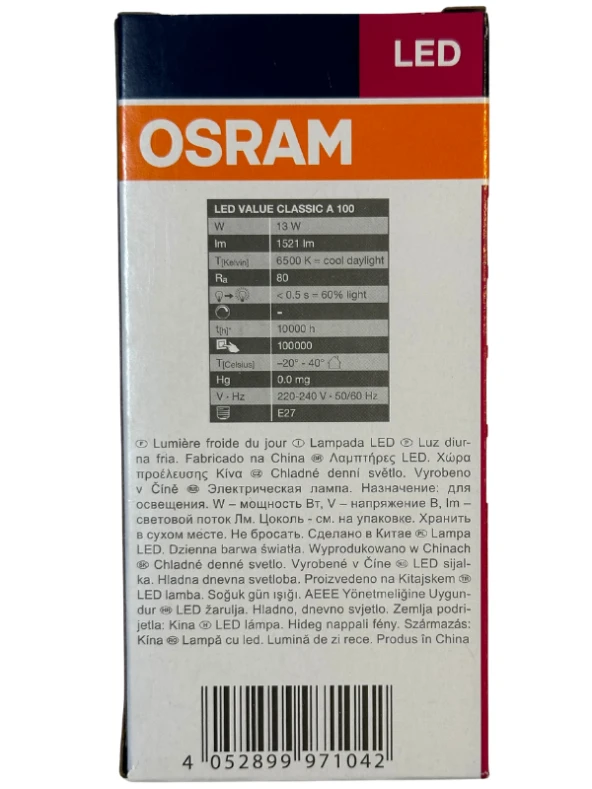 LED
OSRAM
LED VALUE CLASSIC A 100
W 13 W
lm 1521 lm
T[Kelvin] 6500 K = cool daylight
Ra 80
< 0.5 s = 60% light
-
t[h] 10000 h
100000
T[Celsius] –20° - 40°
Hg 0.0 mg
V - Hz 220-240 V - 50/60 Hz
E27
Ⓕ Lumière froide du jour Ⓘ Lampada LED Ⓟ Luz diur-
na fria. Fabricado na China Λαμπτήρες LED. Χώρα
προέλευσης Κίνα Chladné denní světlo. Vyrobeno
v Číně Электрическая лампа. Назначение: для
освещения. W – мощность Вт, V – напряжение В, lm –
световой поток Лм. Цоколь - см. на упаковке. Хранить
в сухом месте. Не бросать. Сделано в Китае Lampa
LED. Dzienna barwa światła. Wyprodukowano w Chinach
Chladné denné svetlo. Vyrobené v Číne LED sijal-
ka. Hladna dnevna svetloba. Proizvedeno na Kitajskem
LED lamba. Soğuk gün ışığı. AEEE Yönetmeliğine Uygun-
dur LED žarulja. Hladno, dnevno svjetlo. Zemlja podri-
jetla: Kina LED lámpa. Hideg nappali fény. Származás:
Kína Lampă cu led. Lumină de zi rece. Produs în China
4 052899 971042